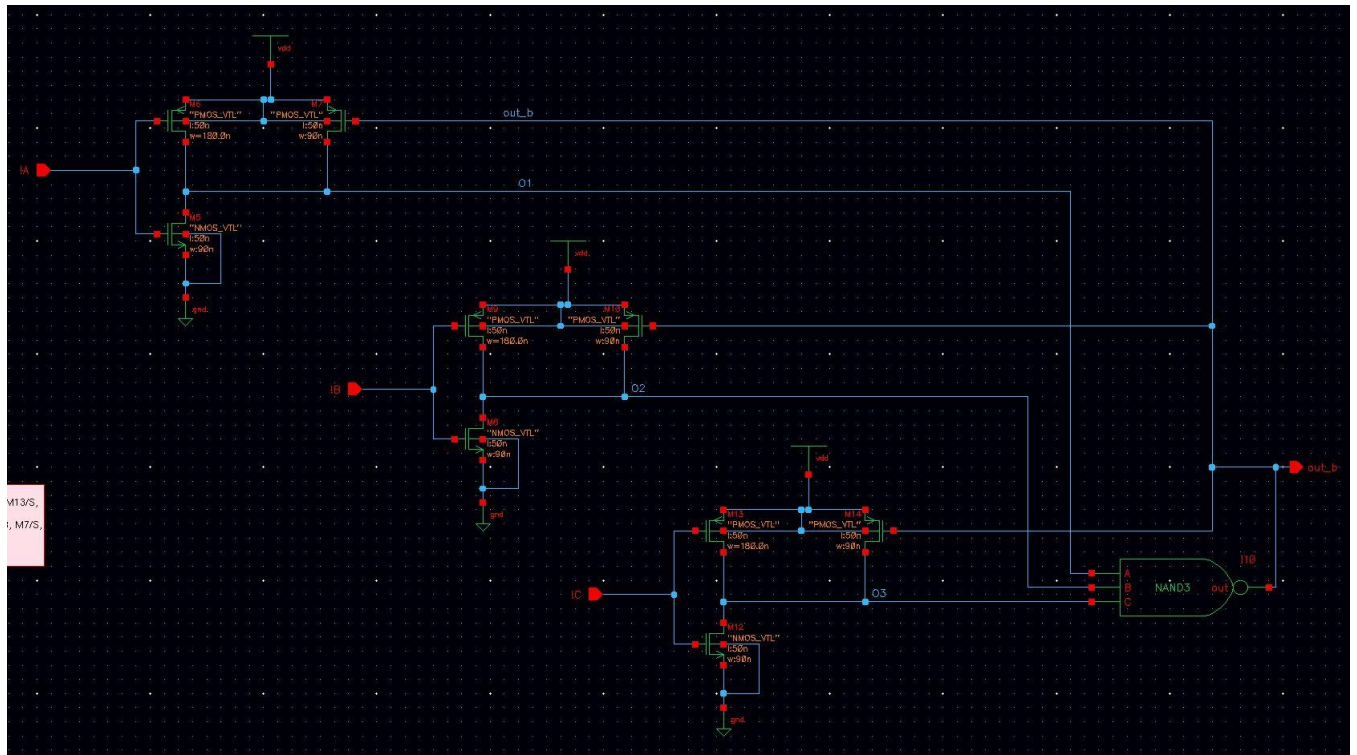 vdd
M6
M7
"PMOS_VTL"
"PMOS_VTL"
l:50n
l:50n
w=180.0n
w:90n
out_b
IA
O1
M5
"NMOS_VTL"
l:50n
w:90n
gnd
vdd
M9
M10
"PMOS_VTL"
"PMOS_VTL"
l:50n
l:50n
w=180.0n
w:90n
IB
O2
"NMOS_VTL"
l:50n
w:90n
gnd
vdd
out_b
M13/S,
M7/S,
M13
M14
"PMOS_VTL"
"PMOS_VTL"
l:50n
l:50n
w=180.0n
w:90n
I10
A
B
C
NAND3
out
IC
O3
M12
"NMOS_VTL"
l:50n
w:90n
gnd